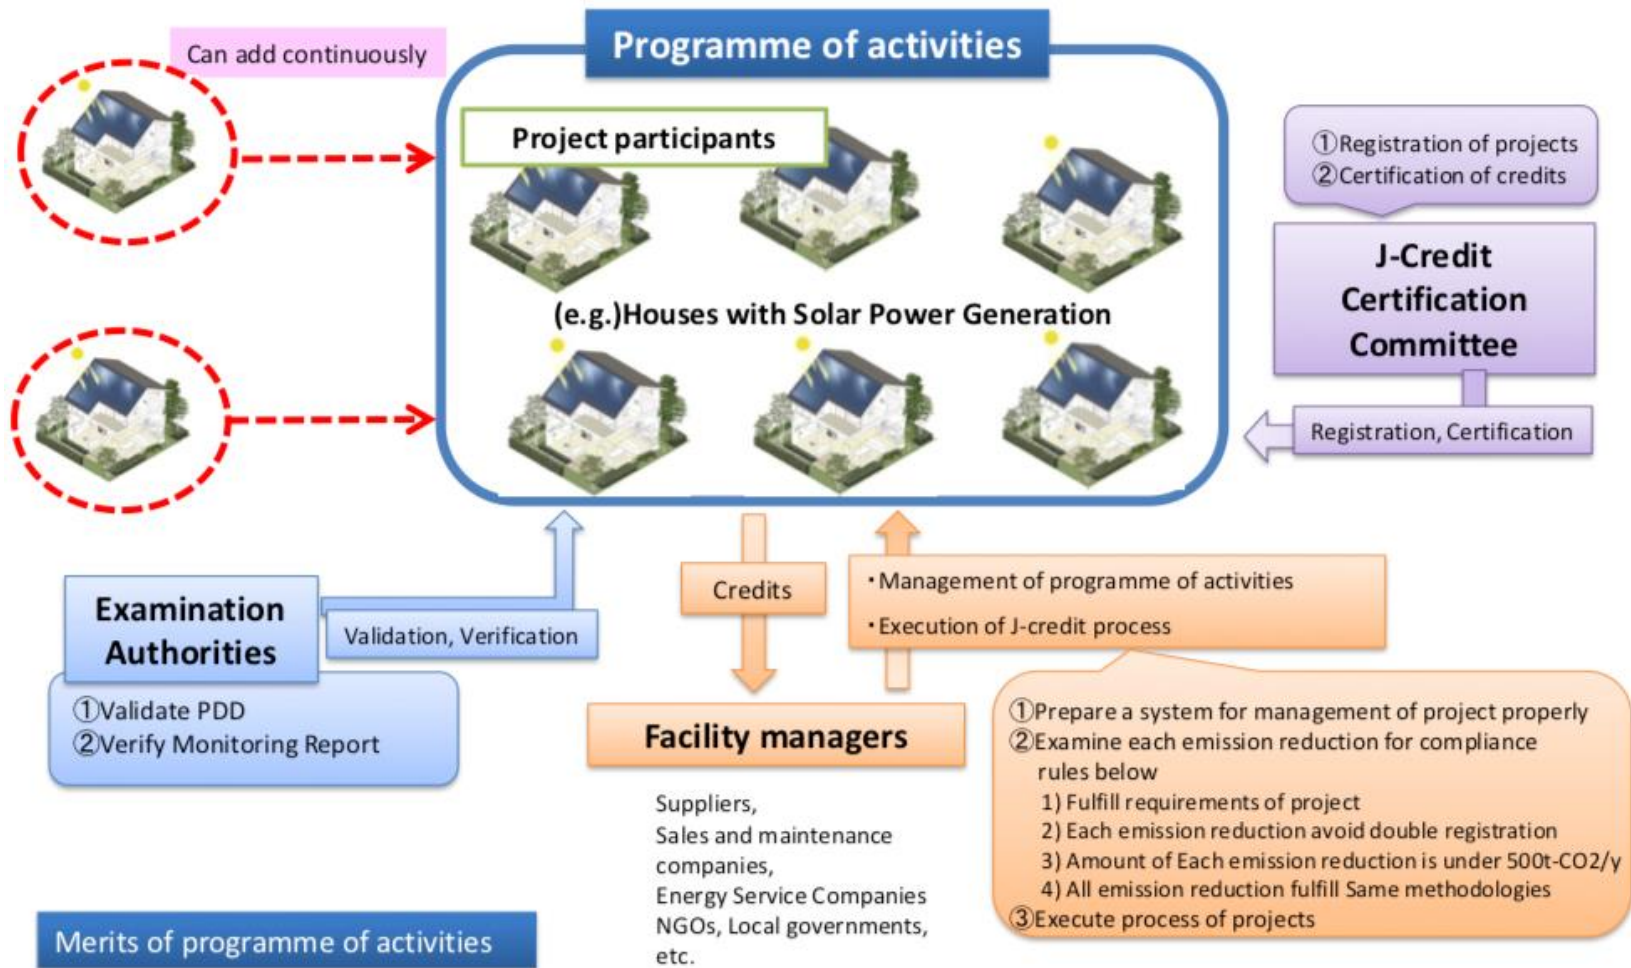 Can add continuously
Programme of activities
Project participants
(e.g.)Houses with Solar Power Generation
①Registration of projects
②Certification of credits
J-Credit
Certification
Committee
Registration, Certification
Examination
Authorities
Validation, Verification
①Validate PDD
②Verify Monitoring Report
Credits
・Management of programme of activities
・Execution of J-credit process
Facility managers
Suppliers,
Sales and maintenance
companies,
Energy Service Companies
NGOs, Local governments,
etc.
①Prepare a system for management of project properly
②Examine each emission reduction for compliance
rules below
1) Fulfill requirements of project
2) Each emission reduction avoid double registration
3) Amount of Each emission reduction is under 500t-CO2/y
4) All emission reduction fulfill Same methodologies
③Execute process of projects
Merits of programme of activities